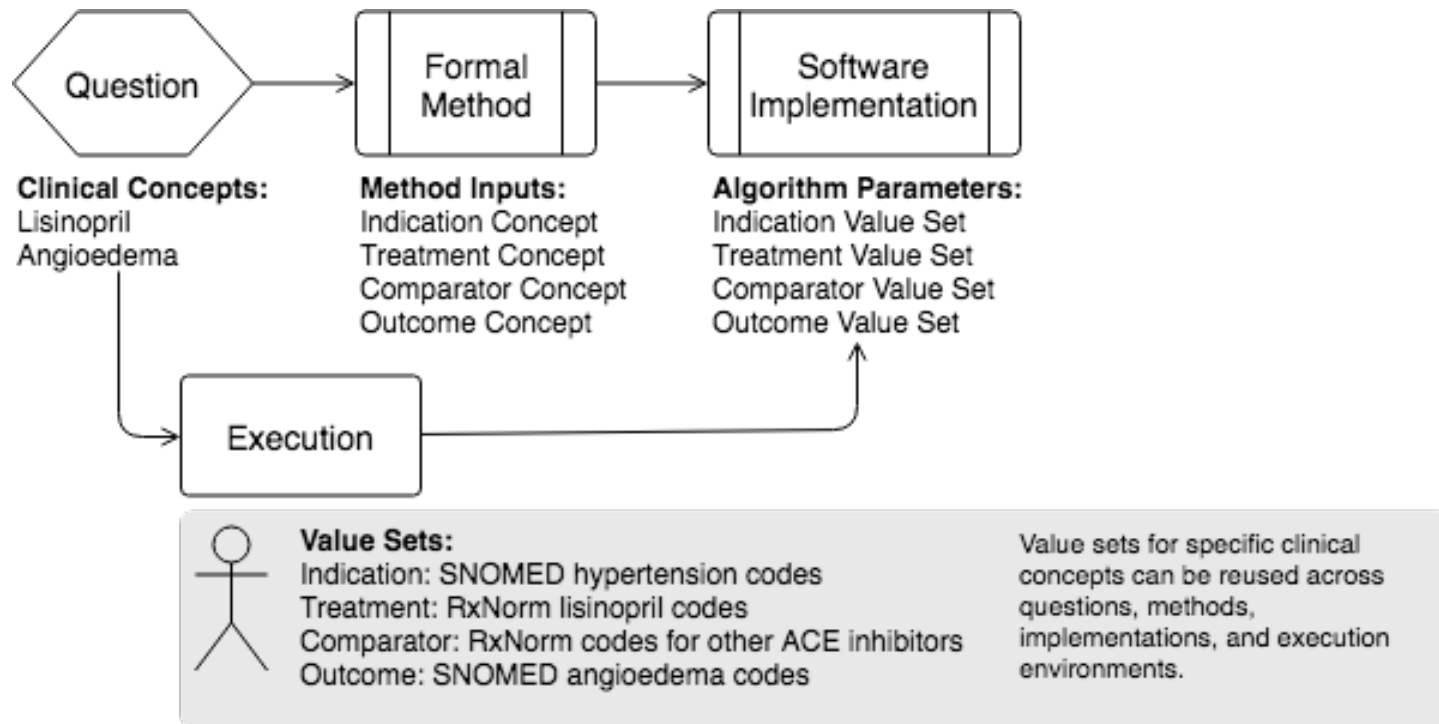 Question
Formal
Method
Software
Implementation
Clinical Concepts:
Lisinopril
Angioedema
Method Inputs:
Indication Concept
Treatment Concept
Comparator Concept
Outcome Concept
Algorithm Parameters:
Indication Value Set
Treatment Value Set
Comparator Value Set
Outcome Value Set
Execution
Value Sets:
Indication: SNOMED hypertension codes
Treatment: RxNorm lisinopril codes
Comparator: RxNorm codes for other ACE inhibitors
Outcome: SNOMED angioedema codes
Value sets for specific clinical
concepts can be reused across
questions, methods,
implementations, and execution
environments.